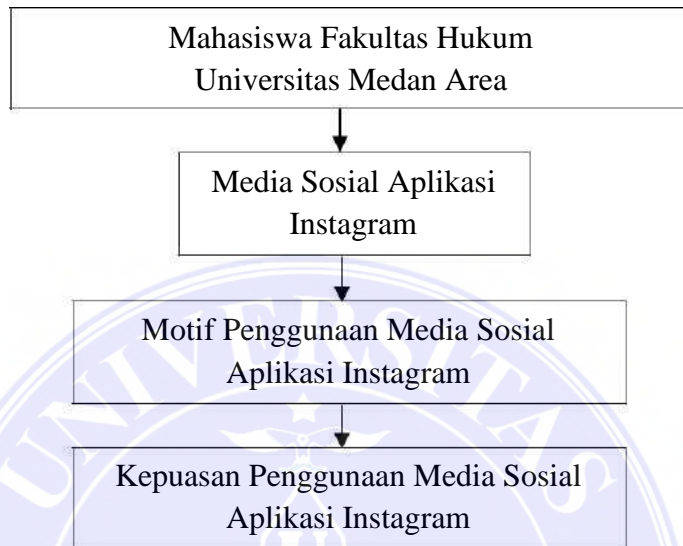 Mahasiswa Fakultas Hukum
Universitas Medan Area
Media Sosial Aplikasi
Instagram
Motif Penggunaan Media Sosial
Aplikasi Instagram
Kepuasan Penggunaan Media Sosial
Aplikasi Instagram
UNIVERSITAS